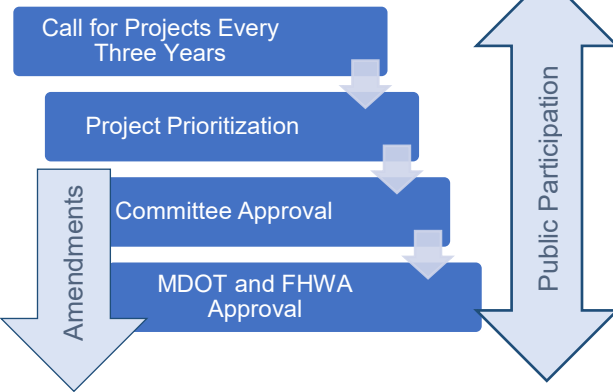 Call for Projects Every
Three Years
Project Prioritization
Committee Approval
MDOT and FHWA
Approval
Amendments
Public Participation